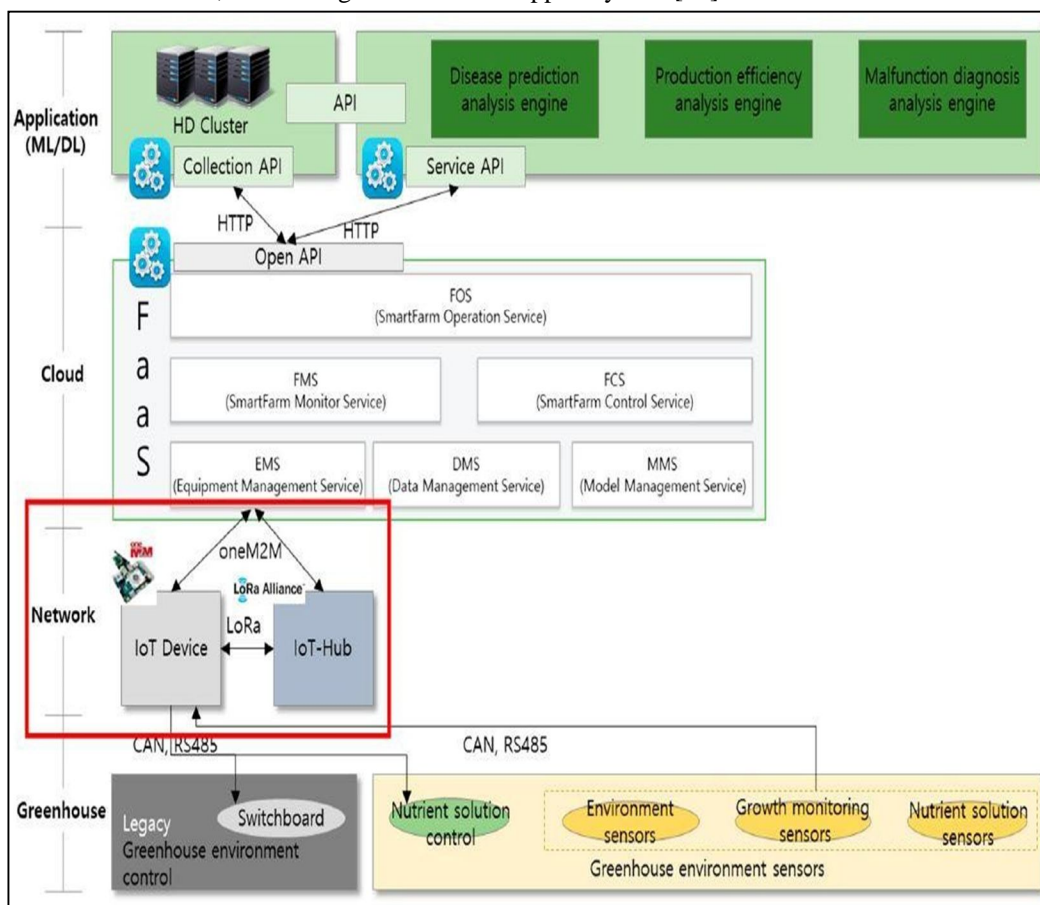 Application
(ML/DL)
HD Cluster
API
Disease prediction
analysis engine
Production efficiency
analysis engine
Malfunction diagnosis
analysis engine
Collection API
Service API
HTTP
HTTP
Cloud
Open API
F
a
a
S
FOS
(SmartFarm Operation Service)
FMS
(SmartFarm Monitor Service)
FCS
(SmartFarm Control Service)
EMS
(Equipment Management Service)
DMS
(Data Management Service)
MMS
(Model Management Service)
Network
one
M2M
oneM2M
LoRa Alliance
LoRa
IoT Device
IoT-Hub
CAN, RS485
CAN, RS485
Greenhouse
Legacy
Greenhouse environment
control
Switchboard
Nutrient solution
control
Environment
sensors
Growth monitoring
sensors
Nutrient solution
sensors
Greenhouse environment sensors